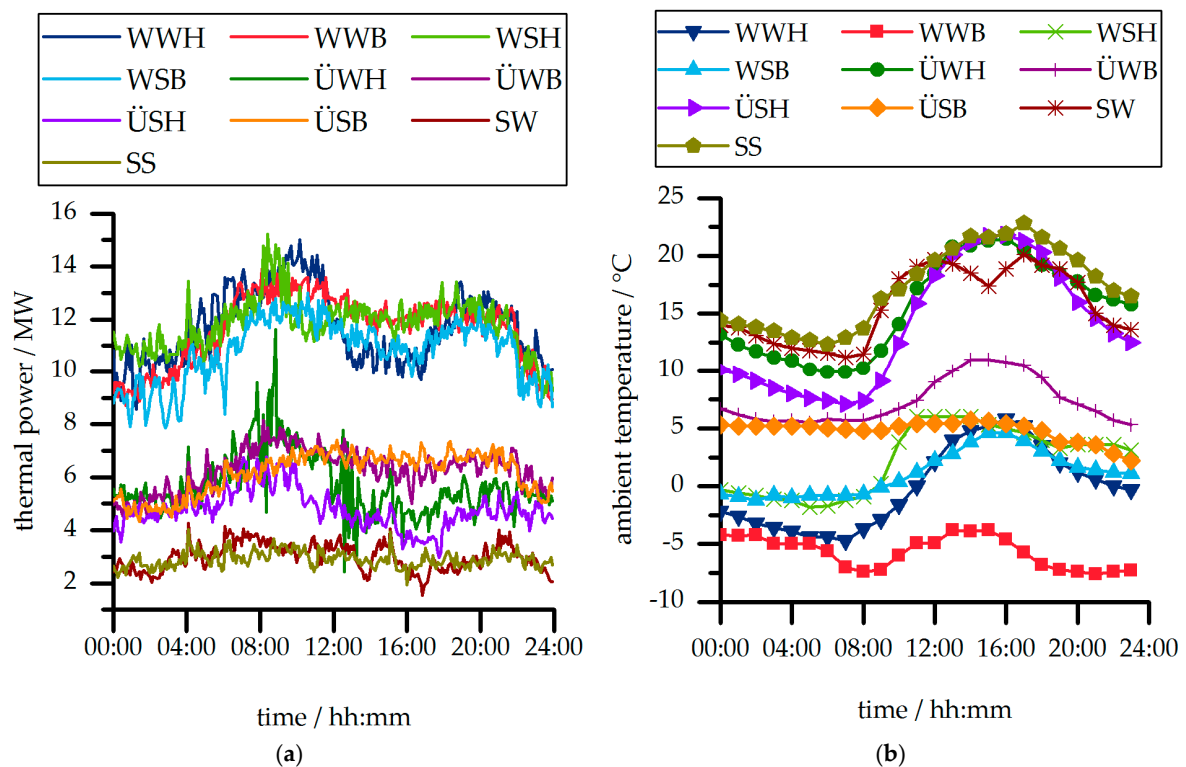 WWH WWB WSH
WSB ÜWH ÜWB
ÜSH ÜSB SW
SS
16
14
12
10
8
6
4
2
thermal power / MW
00:00 04:00 08:00 12:00 16:00 20:00 24:00
time / hh:mm
(a)
WWH WWB WSH
WSB ÜWH ÜWB
ÜSH ÜSB SW
SS
25
20
15
10
5
0
-5
-10
ambient temperature / °C
00:00 04:00 08:00 12:00 16:00 20:00 24:00
time / hh:mm
(b)